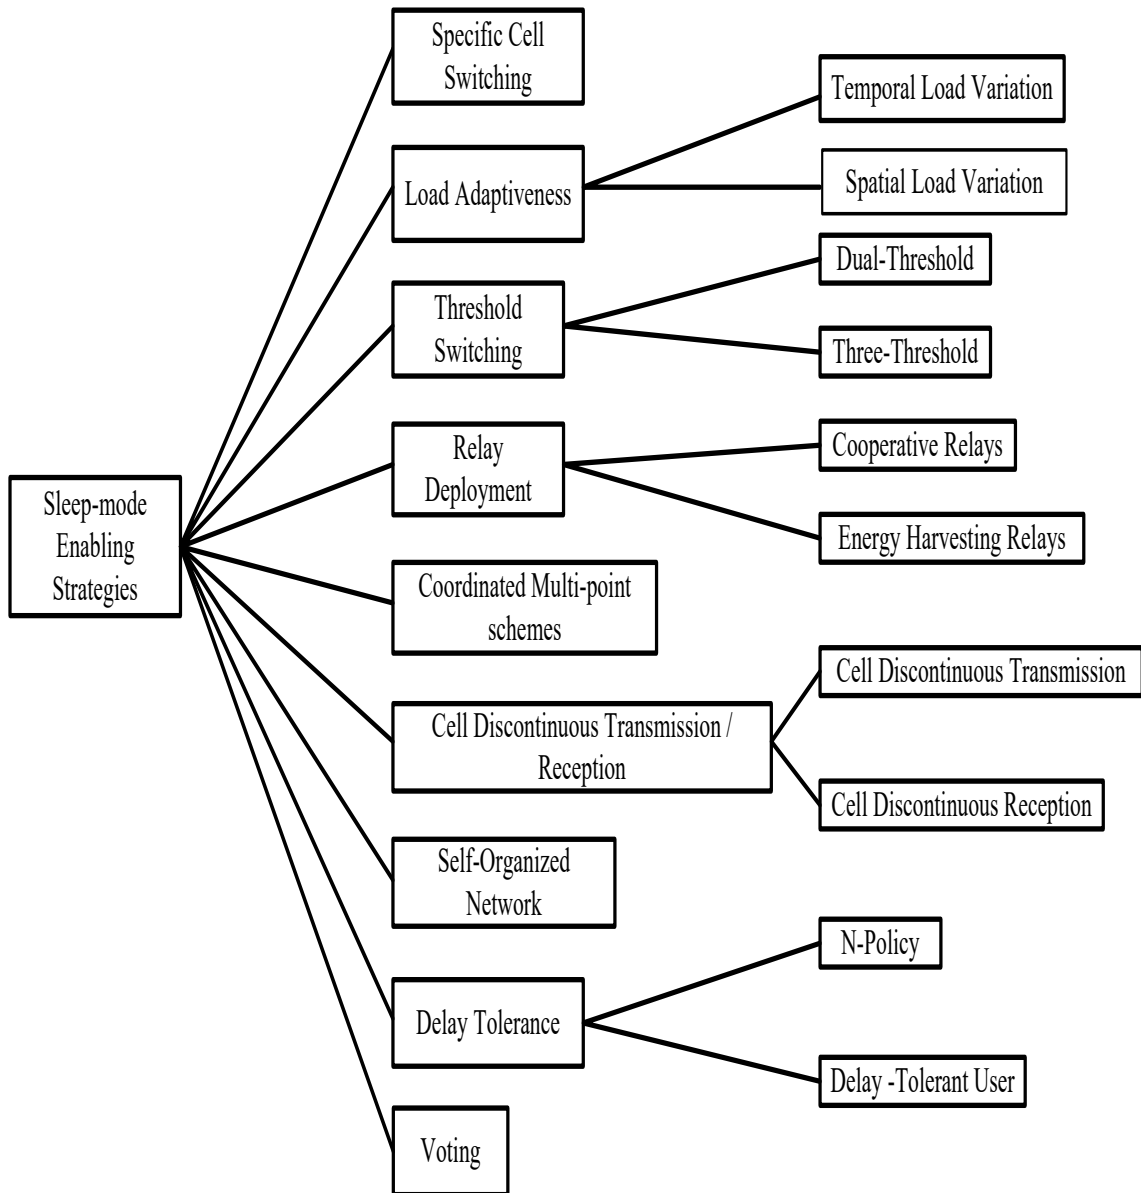 Specific Cell
Switching
Temporal Load Variation
Load Adaptiveness
Spatial Load Variation
Threshold
Switching
Dual-Threshold
Three-Threshold
Relay
Deployment
Cooperative Relays
Energy Harvesting Relays
Sleep-mode
Enabling
Strategies
Coordinated Multi-point
schemes
Cell Discontinuous Transmission /
Reception
Cell Discontinuous Transmission
Cell Discontinuous Reception
Self-Organized
Network
Delay Tolerance
N-Policy
Delay -Tolerant User
Voting